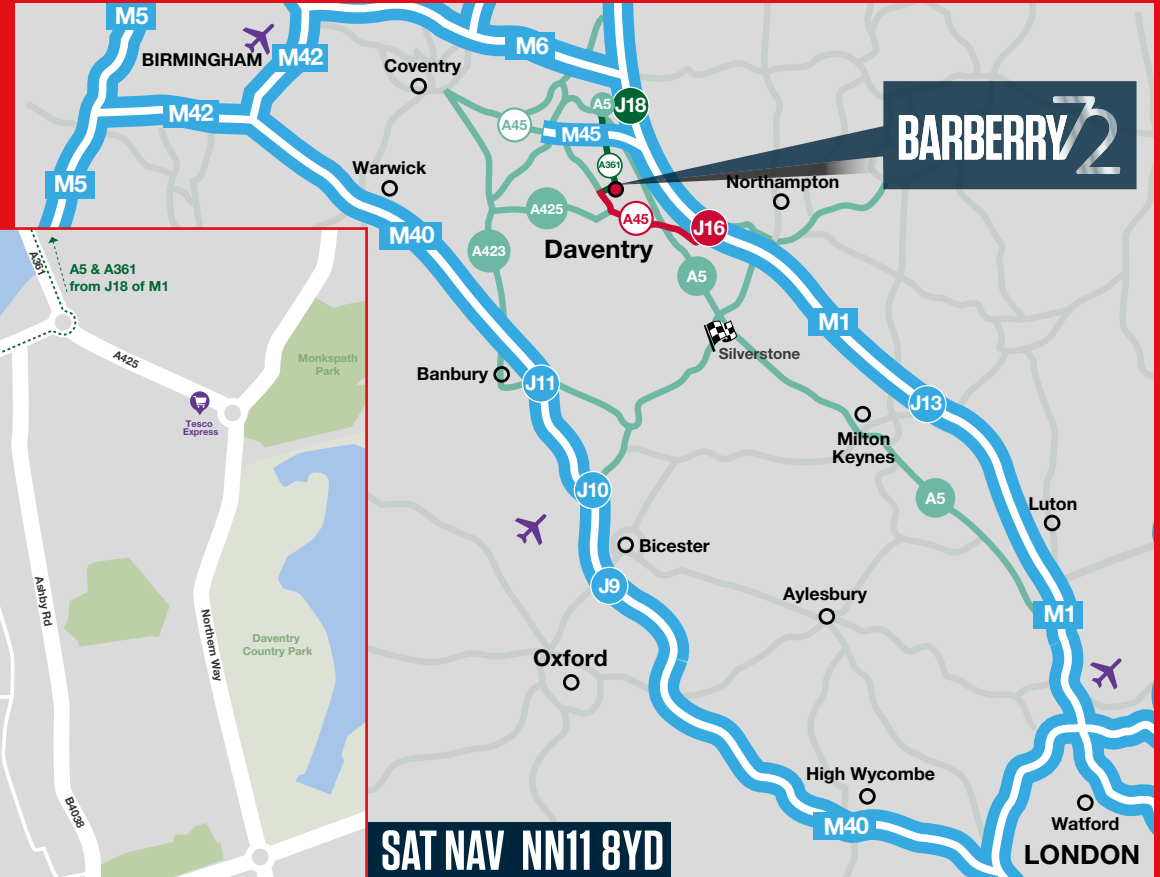 M5
M42
BIRMINGHAM
M6
Coventry
A5
J18
A45
M45
M42
A361
BARBERRY 72
Warwick
M5
Northampton
A425
A45
J16
M40
Daventry
A423
A5
M1
Silverstone
Banbury
J11
J13
Milton
Keynes
J10
A5
Luton
Bicester
J9
Aylesbury
M1
Oxford
High Wycombe
M40
Watford
LONDON
SAT NAV NN11 8YD
A361
A5 & A361
from J18 of M1
A425
Monkspath
Park
Tesco
Express
Ashby Rd
Northern Way
Daventry
Country Park
B4038